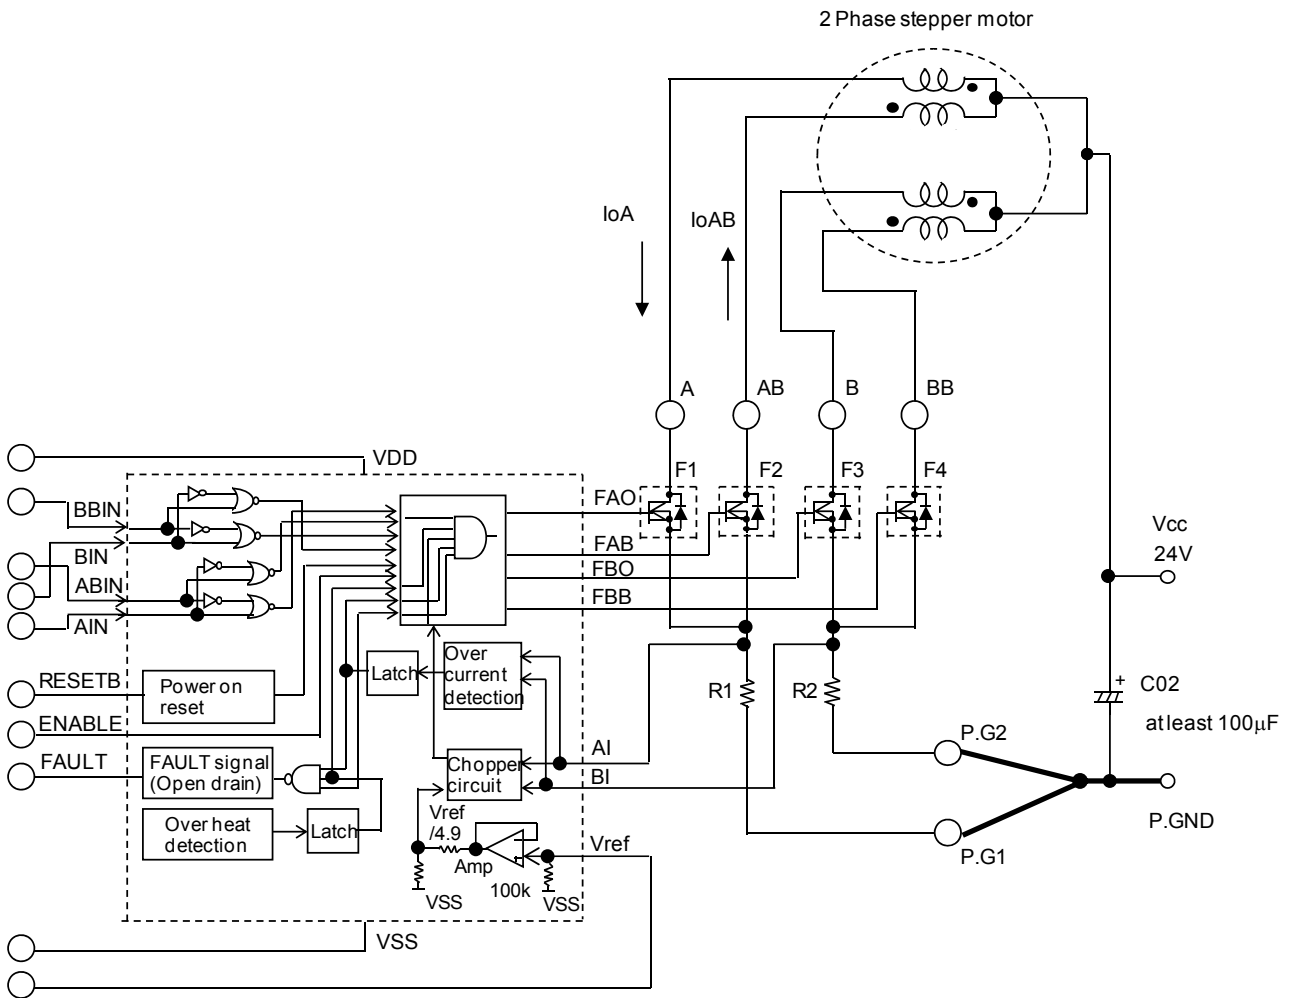 2 Phase stepper motor
IoA
IoAB
A
AB
B
BB
F1
F2
F3
F4
VDD
BBIN
BIN
ABIN
AIN
FAO
FAB
FBO
FBB
Vcc
24V
RESETB
Power on
reset
Latch
Over
current
detection
R1
R2
C02
+
at least 100μF
ENABLE
FAULT
FAULT signal
(Open drain)
Chopper
circuit
AI
BI
P.G2
P.GND
P.G1
Over heat
detection
Latch
Vref
/4.9
Amp
100k
Vref
VSS
VSS
VSS